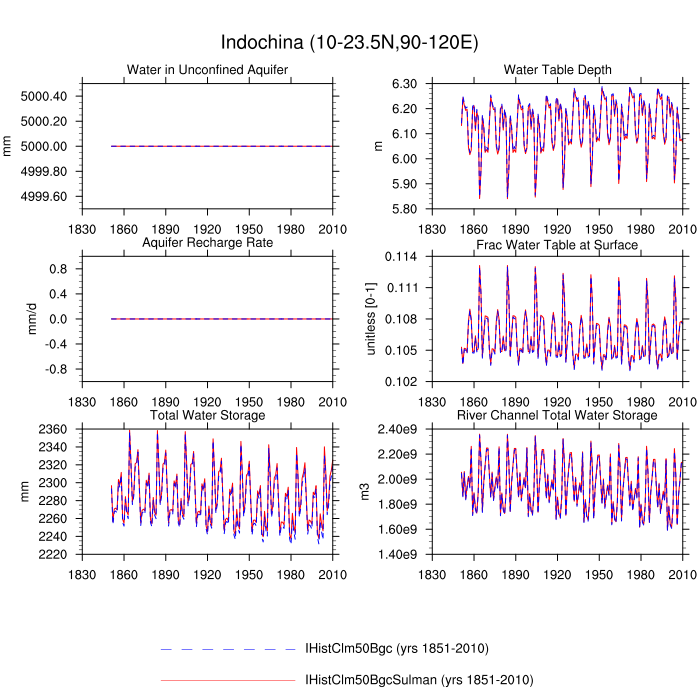 Indochina (10-23.5N,90-120E)
Water in Unconfined Aquifer
Water Table Depth
mm
5000.40
5000.20
5000.00
4999.80
4999.60
1830 1860 1890 1920 1950 1980 2010
m
6.30
6.20
6.10
6.00
5.90
5.80
1830 1860 1890 1920 1950 1980 2010
Aquifer Recharge Rate
Frac Water Table at Surface
mm/d
0.8
0.4
0.0
-0.4
-0.8
1830 1860 1890 1920 1950 1980 2010
unitless [0-1]
0.114
0.111
0.108
0.105
0.102
1830 1860 1890 1920 1950 1980 2010
Total Water Storage
River Channel Total Water Storage
mm
2360
2340
2320
2300
2280
2260
2240
2220
1830 1860 1890 1920 1950 1980 2010
m3
2.40e9
2.20e9
2.00e9
1.80e9
1.60e9
1.40e9
1830 1860 1890 1920 1950 1980 2010
IHistClm50Bgc (yrs 1851-2010)
IHistClm50BgcSulman (yrs 1851-2010)